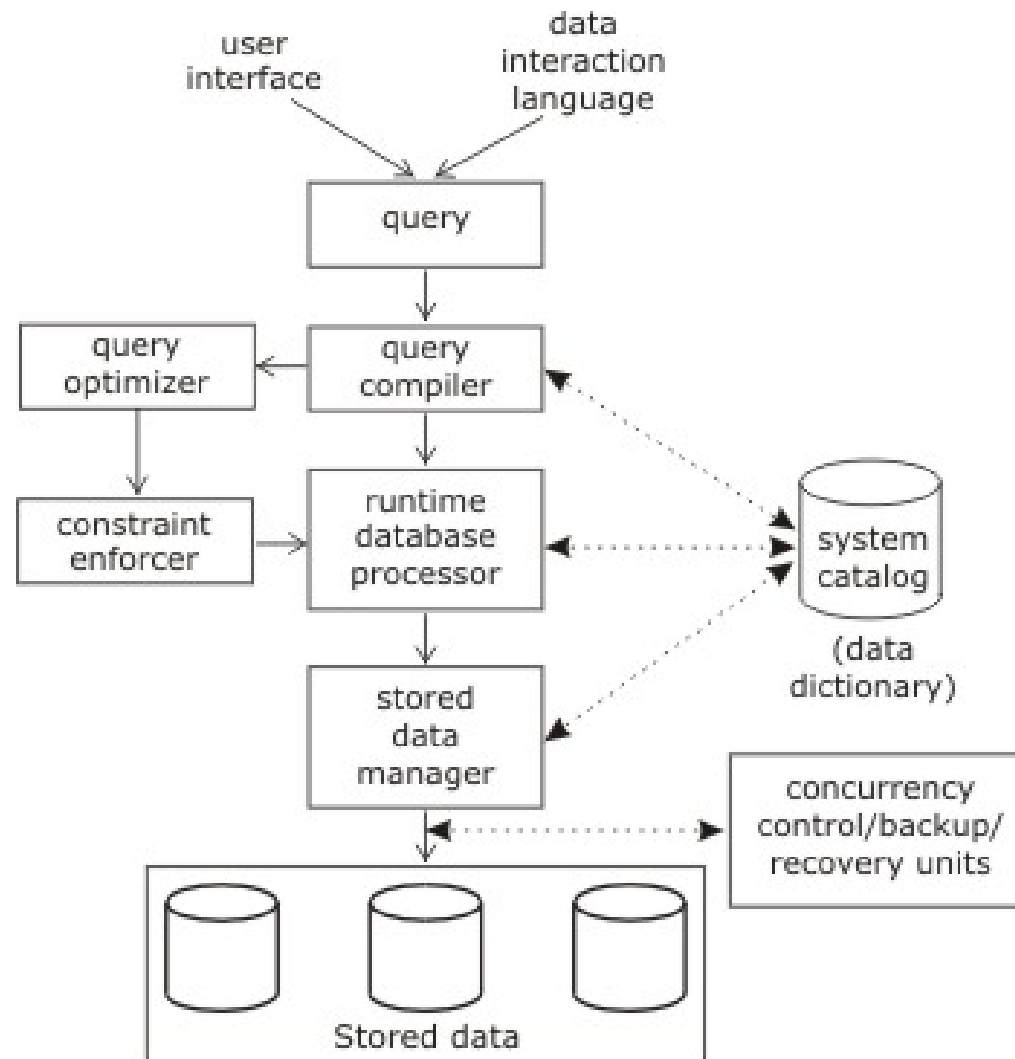 user
interface
data
interaction
language
query
query
optimizer
query
compiler
constraint
enforcer
runtime
database
processor
system
catalog
(data
dictionary)
stored
data
manager
concurrency
control/backup/
recovery units
Stored data